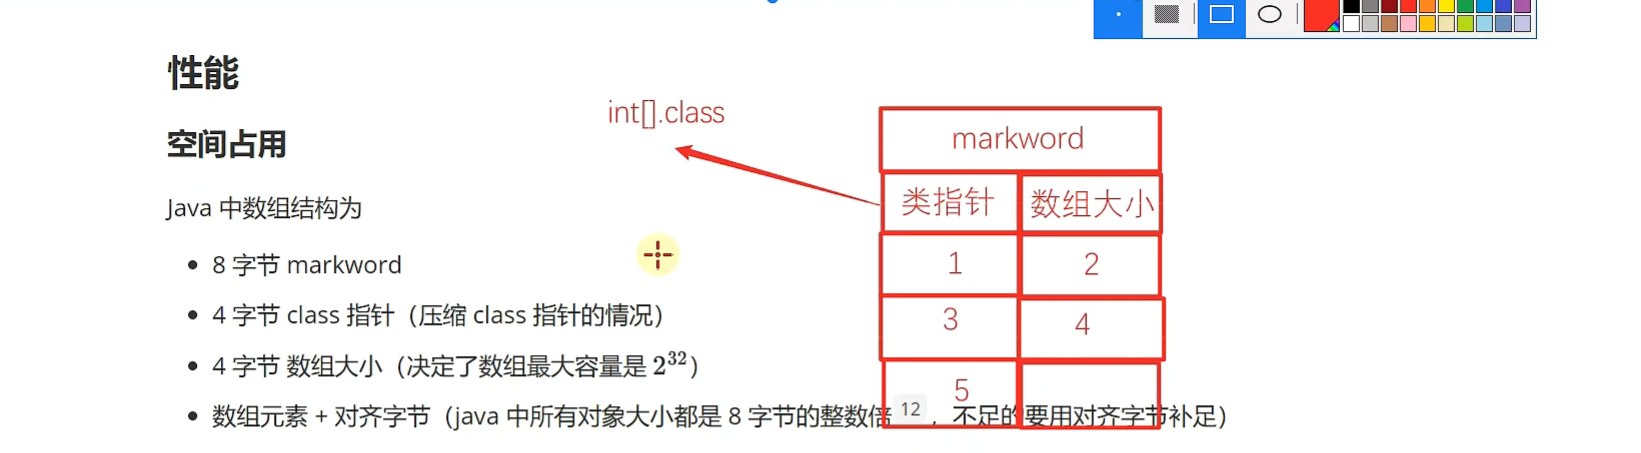 性能
空间占用
Java 中数组结构为
8 字节 markword
4 字节 class 指针（压缩 class 指针的情况）
4 字节 数组大小（决定了数组最大容量是 2^32）
数组元素 + 对齐字节（java 中所有对象大小都是 8 字节的整数倍 12，不足的要用对齐字节补足）
int[].class
markword
类指针 数组大小
1 2
3 4
5